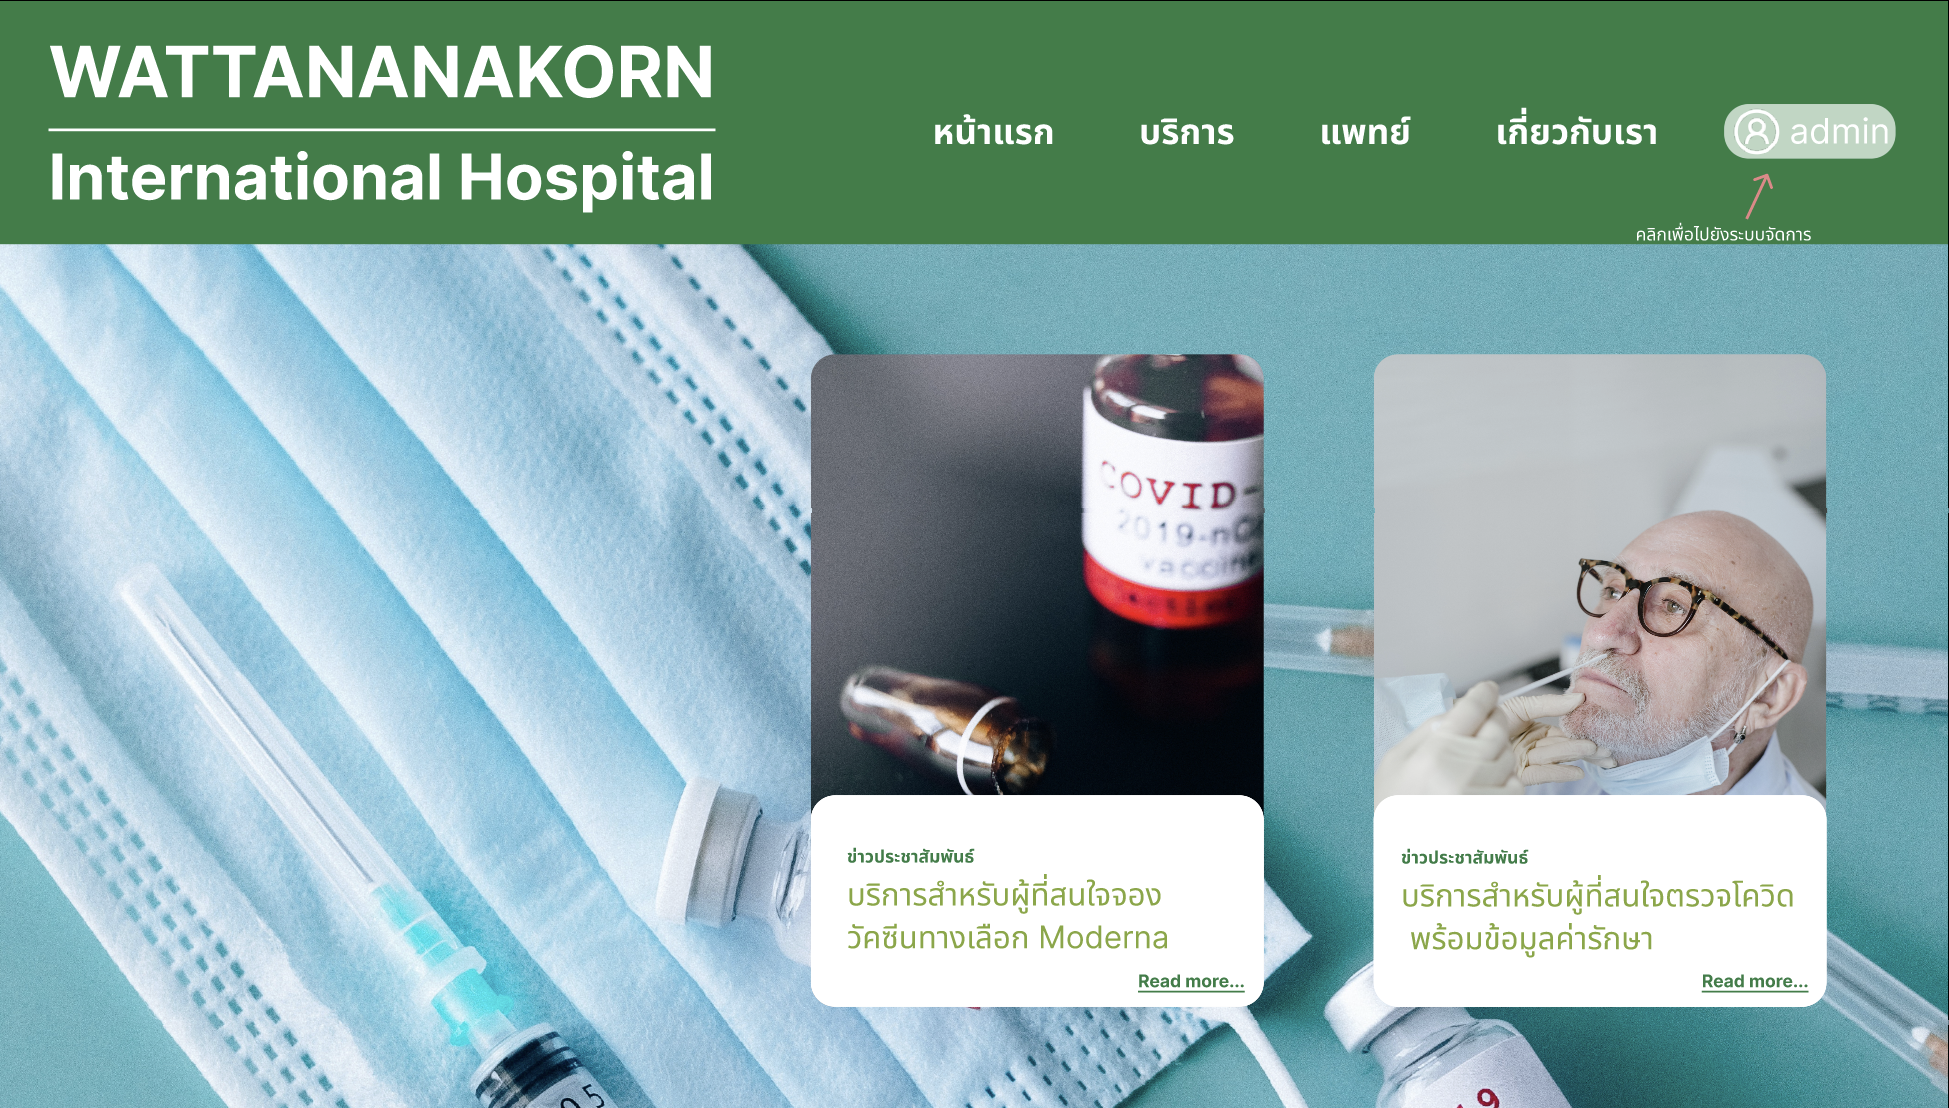 WATTANANAKORN
International Hospital
หน้าแรก
บริการ
แพทย์
เกี่ยวกับเรา
admin
คลิกเพื่อไปยังระบบจัดการ
COVID-
2019-nCo
vaccine
ข่าวประชาสัมพันธ์
บริการสำหรับผู้ที่สนใจจอง
วัคซีนทางเลือก Moderna
Read more...
ข่าวประชาสัมพันธ์
บริการสำหรับผู้ที่สนใจตรวจโควิด
พร้อมข้อมูลค่ารักษา
Read more...
0.5
19